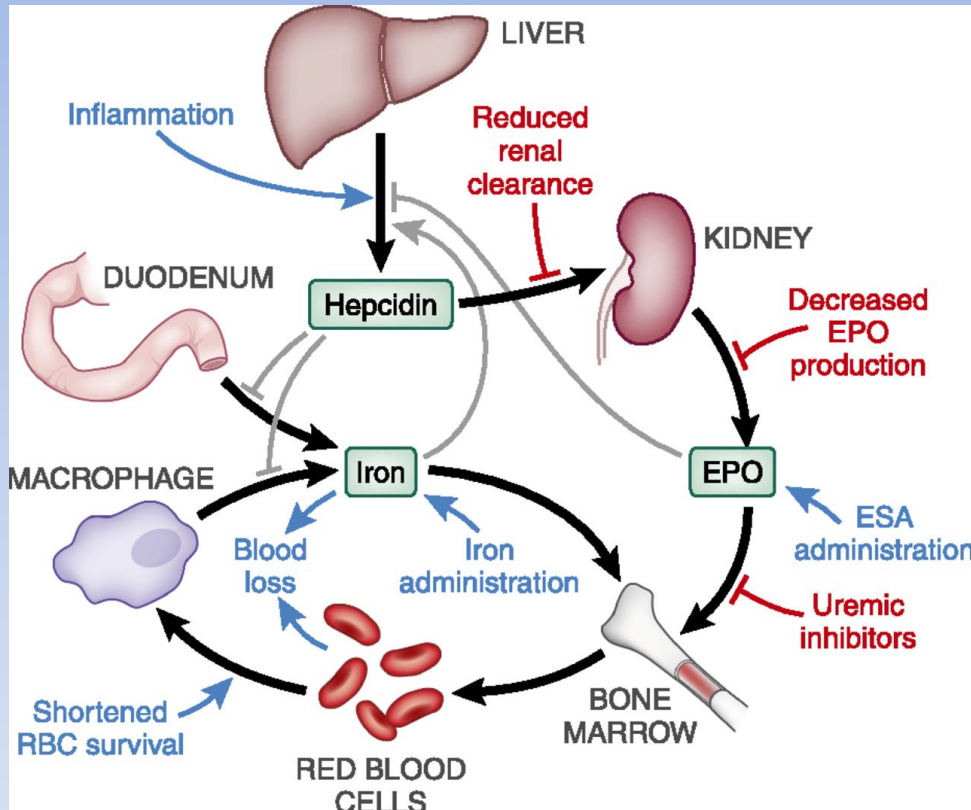 LIVER
Inflammation
Reduced
renal
clearance
KIDNEY
DUODENUM
Hepcidin
Decreased
EPO
production
MACROPHAGE
Iron
EPO
Blood
loss
Iron
administration
ESA
administration
Uremic
inhibitors
Shortened
RBC survival
BONE
MARROW
RED BLOOD
CELLS